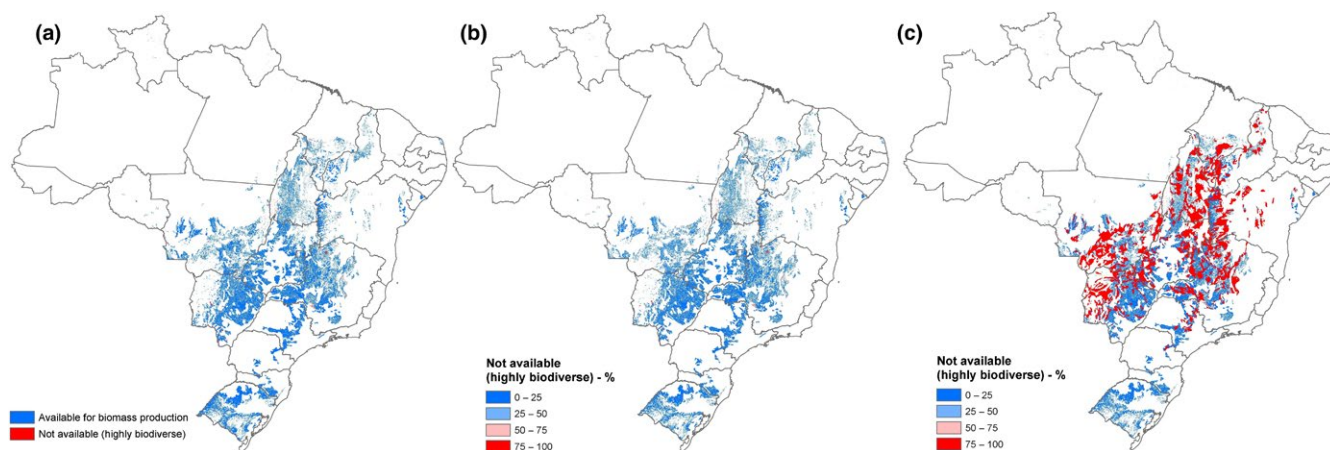 (a)
Available for biomass production
Not available (highly biodiverse)
(b)
Not available
(highly biodiverse) - %
0 – 25
25 – 50
50 – 75
75 – 100
(c)
Not available
(highly biodiverse) - %
0 – 25
25 – 50
50 – 75
75 – 100